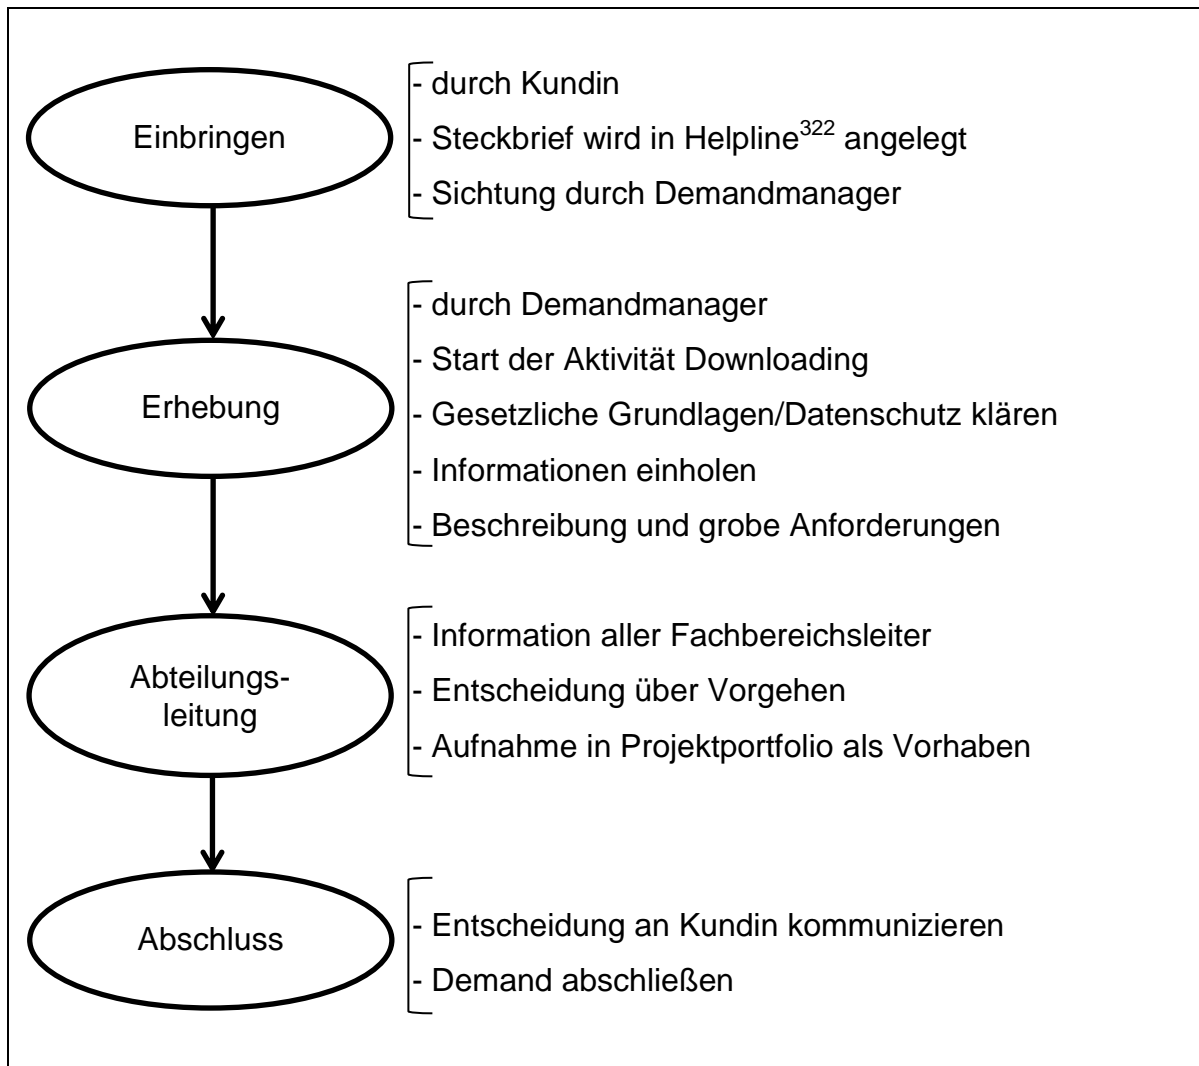 Einbringen
- durch Kundin
- Steckbrief wird in Helpline³²² angelegt
- Sichtung durch Demandmanager
Erhebung
- durch Demandmanager
- Start der Aktivität Downloading
- Gesetzliche Grundlagen/Datenschutz klären
- Informationen einholen
- Beschreibung und grobe Anforderungen
Abteilungs-
leitung
- Information aller Fachbereichsleiter
- Entscheidung über Vorgehen
- Aufnahme in Projektportfolio als Vorhaben
Abschluss
- Entscheidung an Kundin kommunizieren
- Demand abschließen